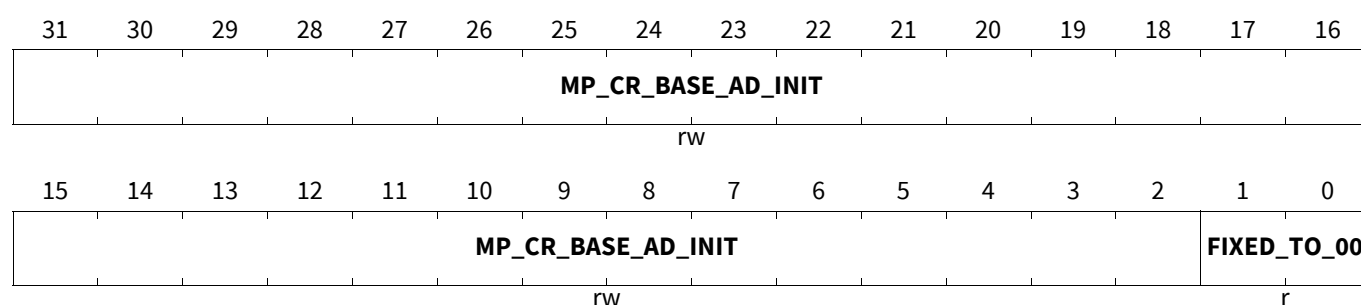 31 30 29 28 27 26 25 24 23 22 21 20 19 18 17 16
MP_CR_BASE_AD_INIT
rw
15 14 13 12 11 10 9 8 7 6 5 4 3 2 1 0
MP_CR_BASE_AD_INIT FIXED_TO_00
rw r